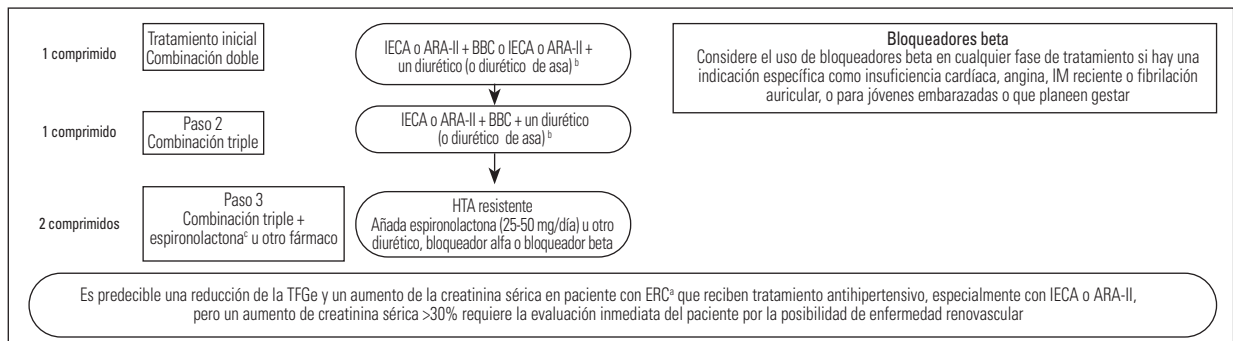 1 comprimido
Tratamiento inicial
Combinación doble
IECA o ARA-II + BBC o IECA o ARA-II +
un diurético (o diurético de asa) b
Bloqueadores beta
Considere el uso de bloqueadores beta en cualquier fase de tratamiento si hay una
indicación específica como insuficiencia cardíaca, angina, IM reciente o fibrilación
auricular, o para jóvenes embarazadas o que planeen gestar
1 comprimido
Paso 2
Combinación triple
IECA o ARA-II + BBC + un diurético
(o diurético de asa) b
2 comprimidos
Paso 3
Combinación triple +
espironolactonac u otro fármaco
HTA resistente
Añada espironolactona (25-50 mg/día) u otro
diurético, bloqueador alfa o bloqueador beta
Es predecible una reducción de la TFGe y un aumento de la creatinina sérica en paciente con ERCa que reciben tratamiento antihipertensivo, especialmente con IECA o ARA-II,
pero un aumento de creatinina sérica >30% requiere la evaluación inmediata del paciente por la posibilidad de enfermedad renovascular